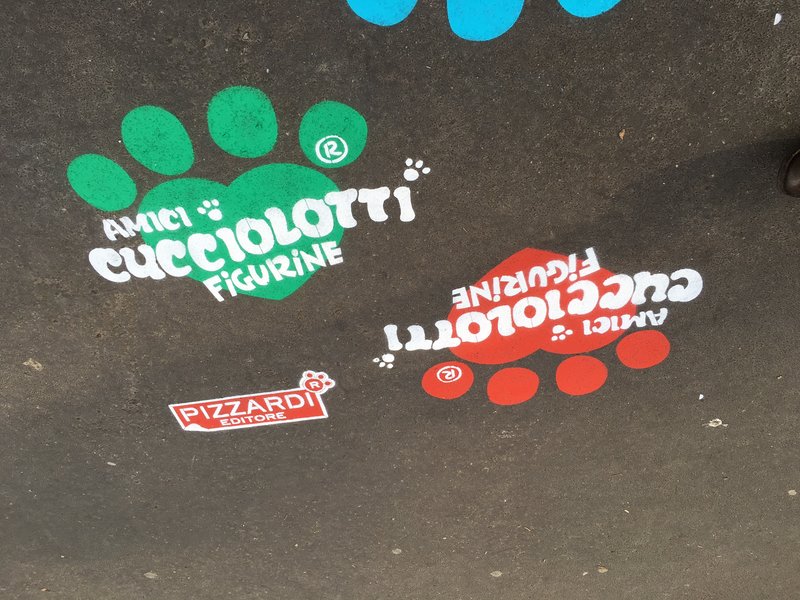 ®
AMICI
CUCCIOLOTTI
FiGURiNE
PIZZARDI ®
EDITORE
AMICI
CUCCIOLOTTI
FiGURiNE
®